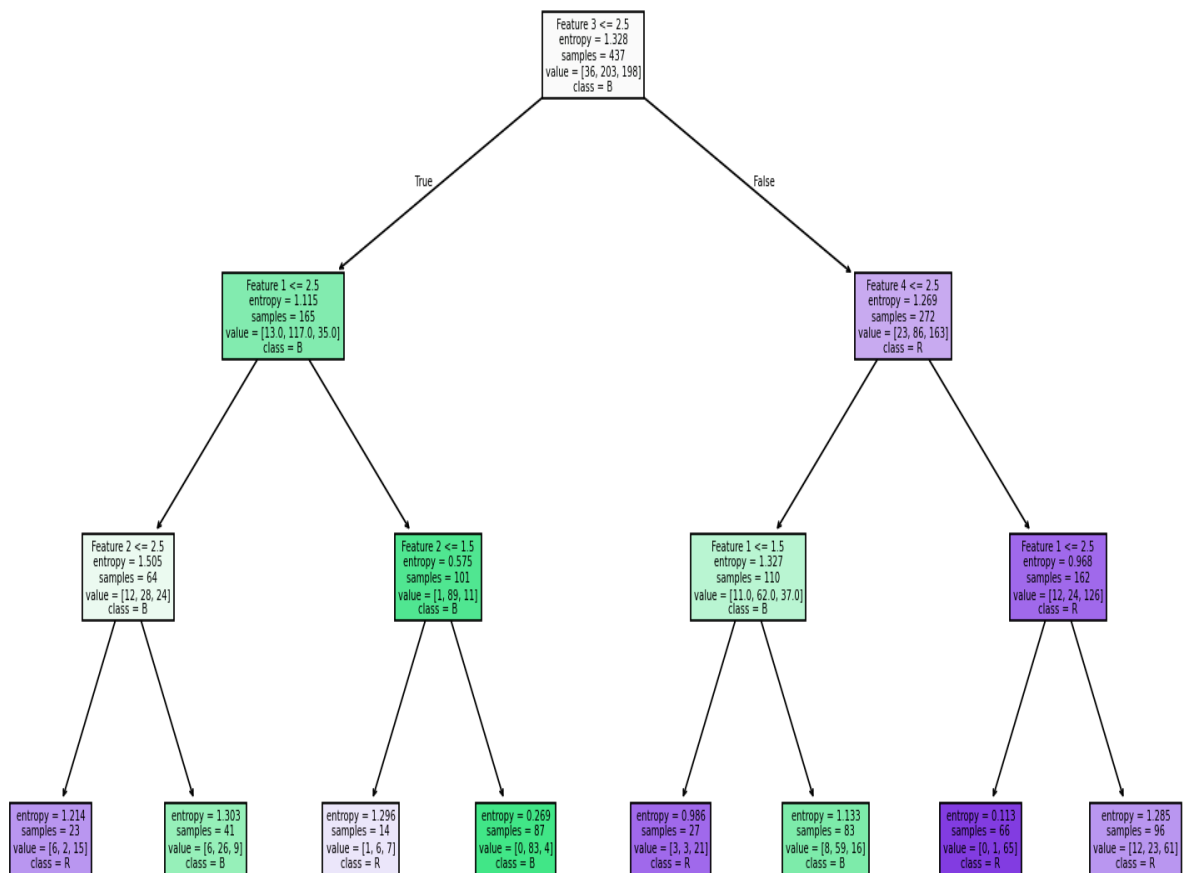 Feature 3 <= 2.5
entropy = 1.328
samples = 437
value = [36, 203, 198]
class = B
True
False
Feature 1 <= 2.5
entropy = 1.115
samples = 165
value = [13.0, 117.0, 35.0]
class = B
Feature 4 <= 2.5
entropy = 1.269
samples = 272
value = [23, 86, 163]
class = R
Feature 2 <= 2.5
entropy = 1.505
samples = 64
value = [12, 28, 24]
class = B
Feature 2 <= 1.5
entropy = 0.575
samples = 101
value = [1, 89, 11]
class = B
Feature 1 <= 1.5
entropy = 1.327
samples = 110
value = [11.0, 62.0, 37.0]
class = B
Feature 1 <= 2.5
entropy = 0.968
samples = 162
value = [12, 24, 126]
class = R
entropy = 1.214
samples = 23
value = [6, 2, 15]
class = R
entropy = 1.303
samples = 41
value = [6, 26, 9]
class = B
entropy = 1.296
samples = 14
value = [1, 6, 7]
class = R
entropy = 0.269
samples = 87
value = [0, 83, 4]
class = B
entropy = 0.986
samples = 27
value = [3, 3, 21]
class = R
entropy = 1.133
samples = 83
value = [8, 59, 16]
class = B
entropy = 0.113
samples = 66
value = [0, 1, 65]
class = R
entropy = 1.285
samples = 96
value = [12, 23, 61]
class = R